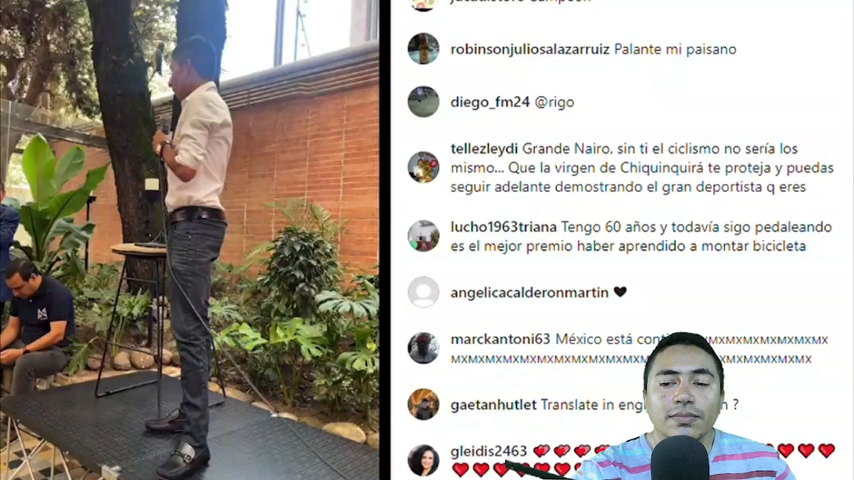 robinsonjuliosalazarruiz Palante mi paisano
diego_fm24 @rigo
tellezleydi Grande Nairo, sin ti el ciclismo no sería los
mismo... Que la virgen de Chiquinquirá te proteja y puedas
seguir adelante demostrando el gran deportista q eres
lucho1963triana Tengo 60 años y todavía sigo pedaleando
es el mejor premio haber aprendido a montar bicicleta
angelicacalderonmartin
marckantoni63 México está
gaetanhutlet Translate in ?
gleidis2463